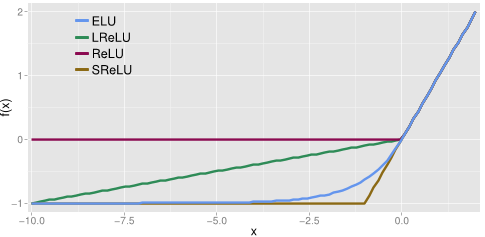 ELU
LReLU
ReLU
SReLU
2
1
0
−1
f(x)
−10.0 −7.5 −5.0 −2.5 0.0
x